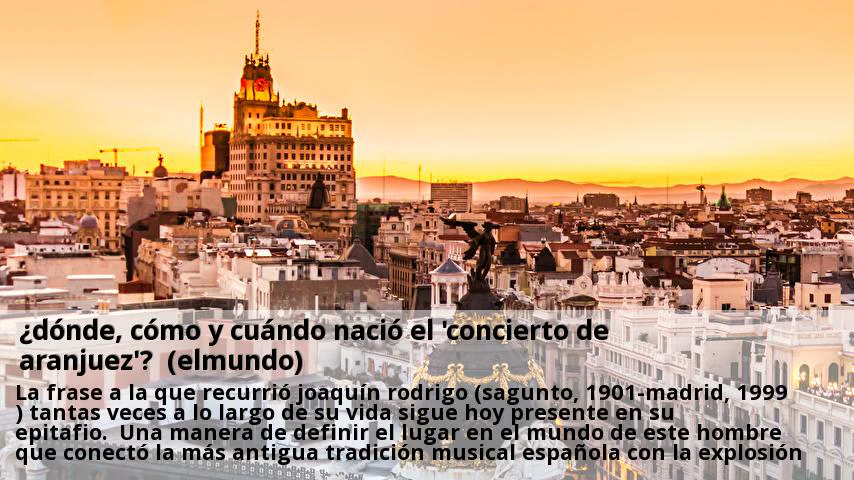 ¿dónde, cómo y cuándo nació el 'concierto de
aranjuez'? (elmundo)
La frase a la que recurrió joaquín rodrigo (sagunto, 1901-madrid, 1999
) tantas veces a lo largo de su vida sigue hoy presente en su
epitafio. Una manera de definir el lugar en el mundo de este hombre
que conectó la más antigua tradición musical española con la explosión